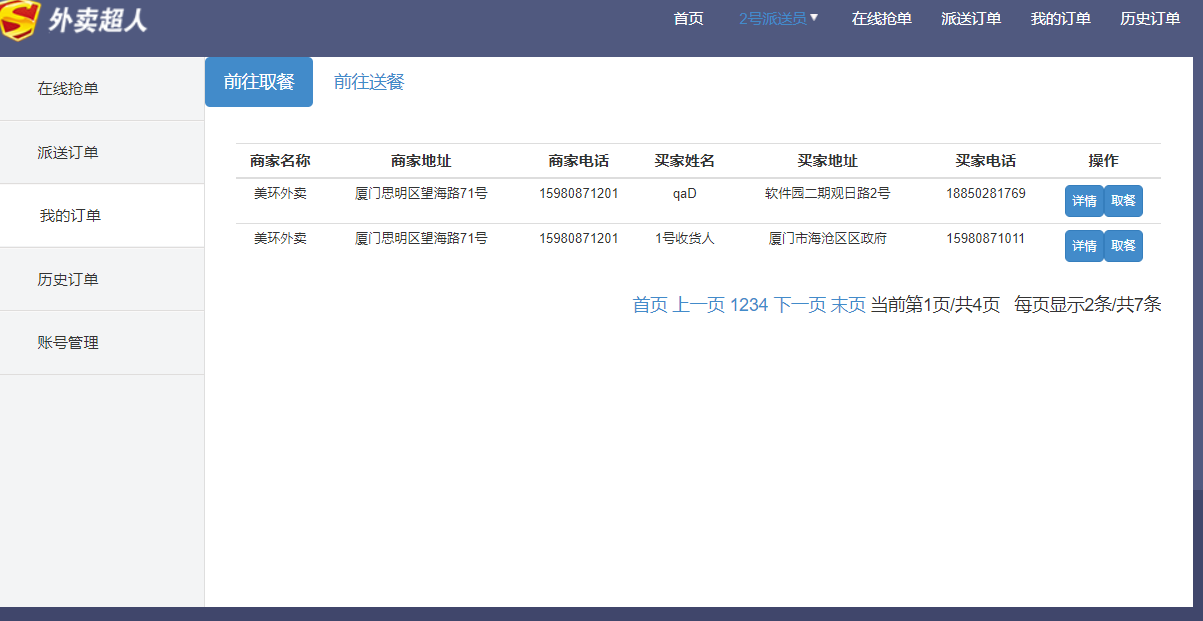 外卖超人
首页 2号派送员▼ 在线抢单 派送订单 我的订单 历史订单
在线抢单
派送订单
我的订单
历史订单
账号管理
前往取餐 前往送餐
商家名称 商家地址 商家电话 买家姓名 买家地址 买家电话 操作
美环外卖 厦门思明区望海路71号 15980871201 qaD 软件园二期观日路2号 18850281769 详情 取餐
美环外卖 厦门思明区望海路71号 15980871201 1号收货人 厦门市海沧区区政府 15980871011 详情 取餐
首页 上一页 1234 下一页 末页 当前第1页/共4页 每页显示2条/共7条